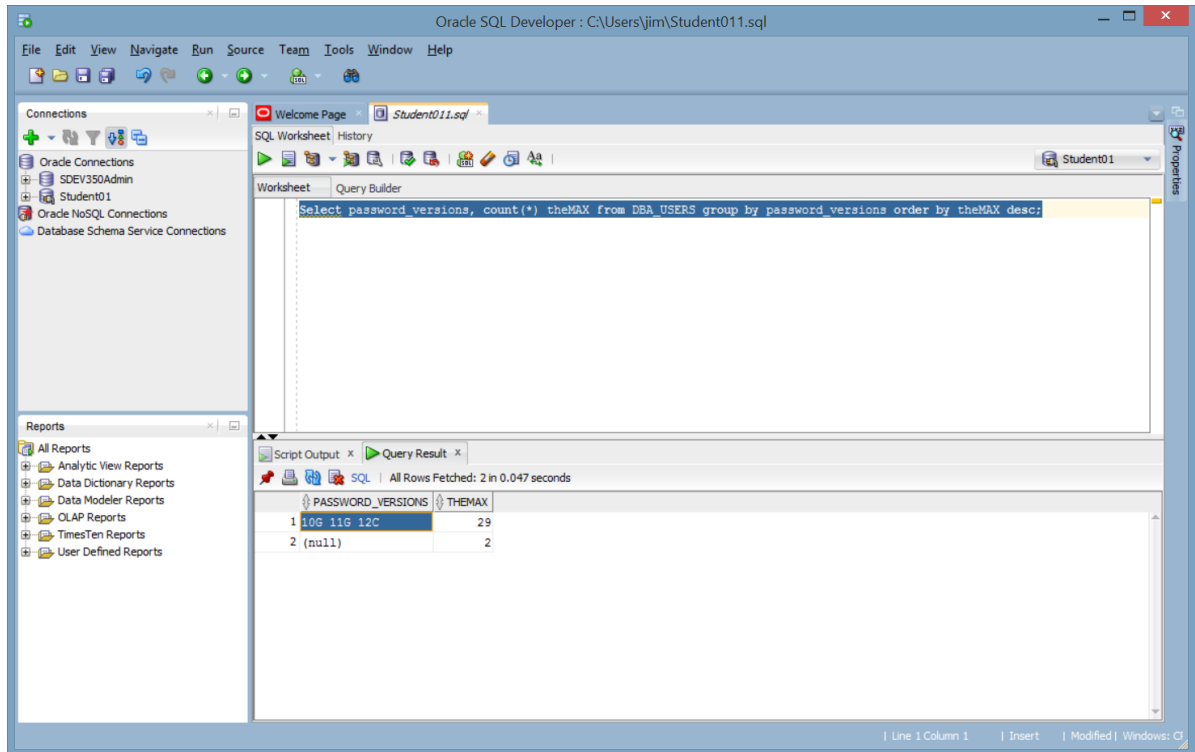 Oracle SQL Developer : C:\Users\jim\Student011.sql
File Edit View Navigate Run Source Team Tools Window Help
Connections
Oracle Connections
SDEV350Admin
Student01
Oracle NoSQL Connections
Database Schema Service Connections
Reports
All Reports
Analytic View Reports
Data Dictionary Reports
Data Modeler Reports
OLAP Reports
TimesTen Reports
User Defined Reports
Welcome Page Student011.sql
SQL Worksheet History
Student01
Worksheet Query Builder
Select password_versions, count(*) theMAX from DBA_USERS group by password_versions order by theMAX desc;
Script Output x Query Result x
SQL | All Rows Fetched: 2 in 0.047 seconds
PASSWORD_VERSIONS THEMAX
1 10G 11G 12C 29
2 (null) 2
Properties
| Line 1 Column 1 | Insert | Modified | Windows: